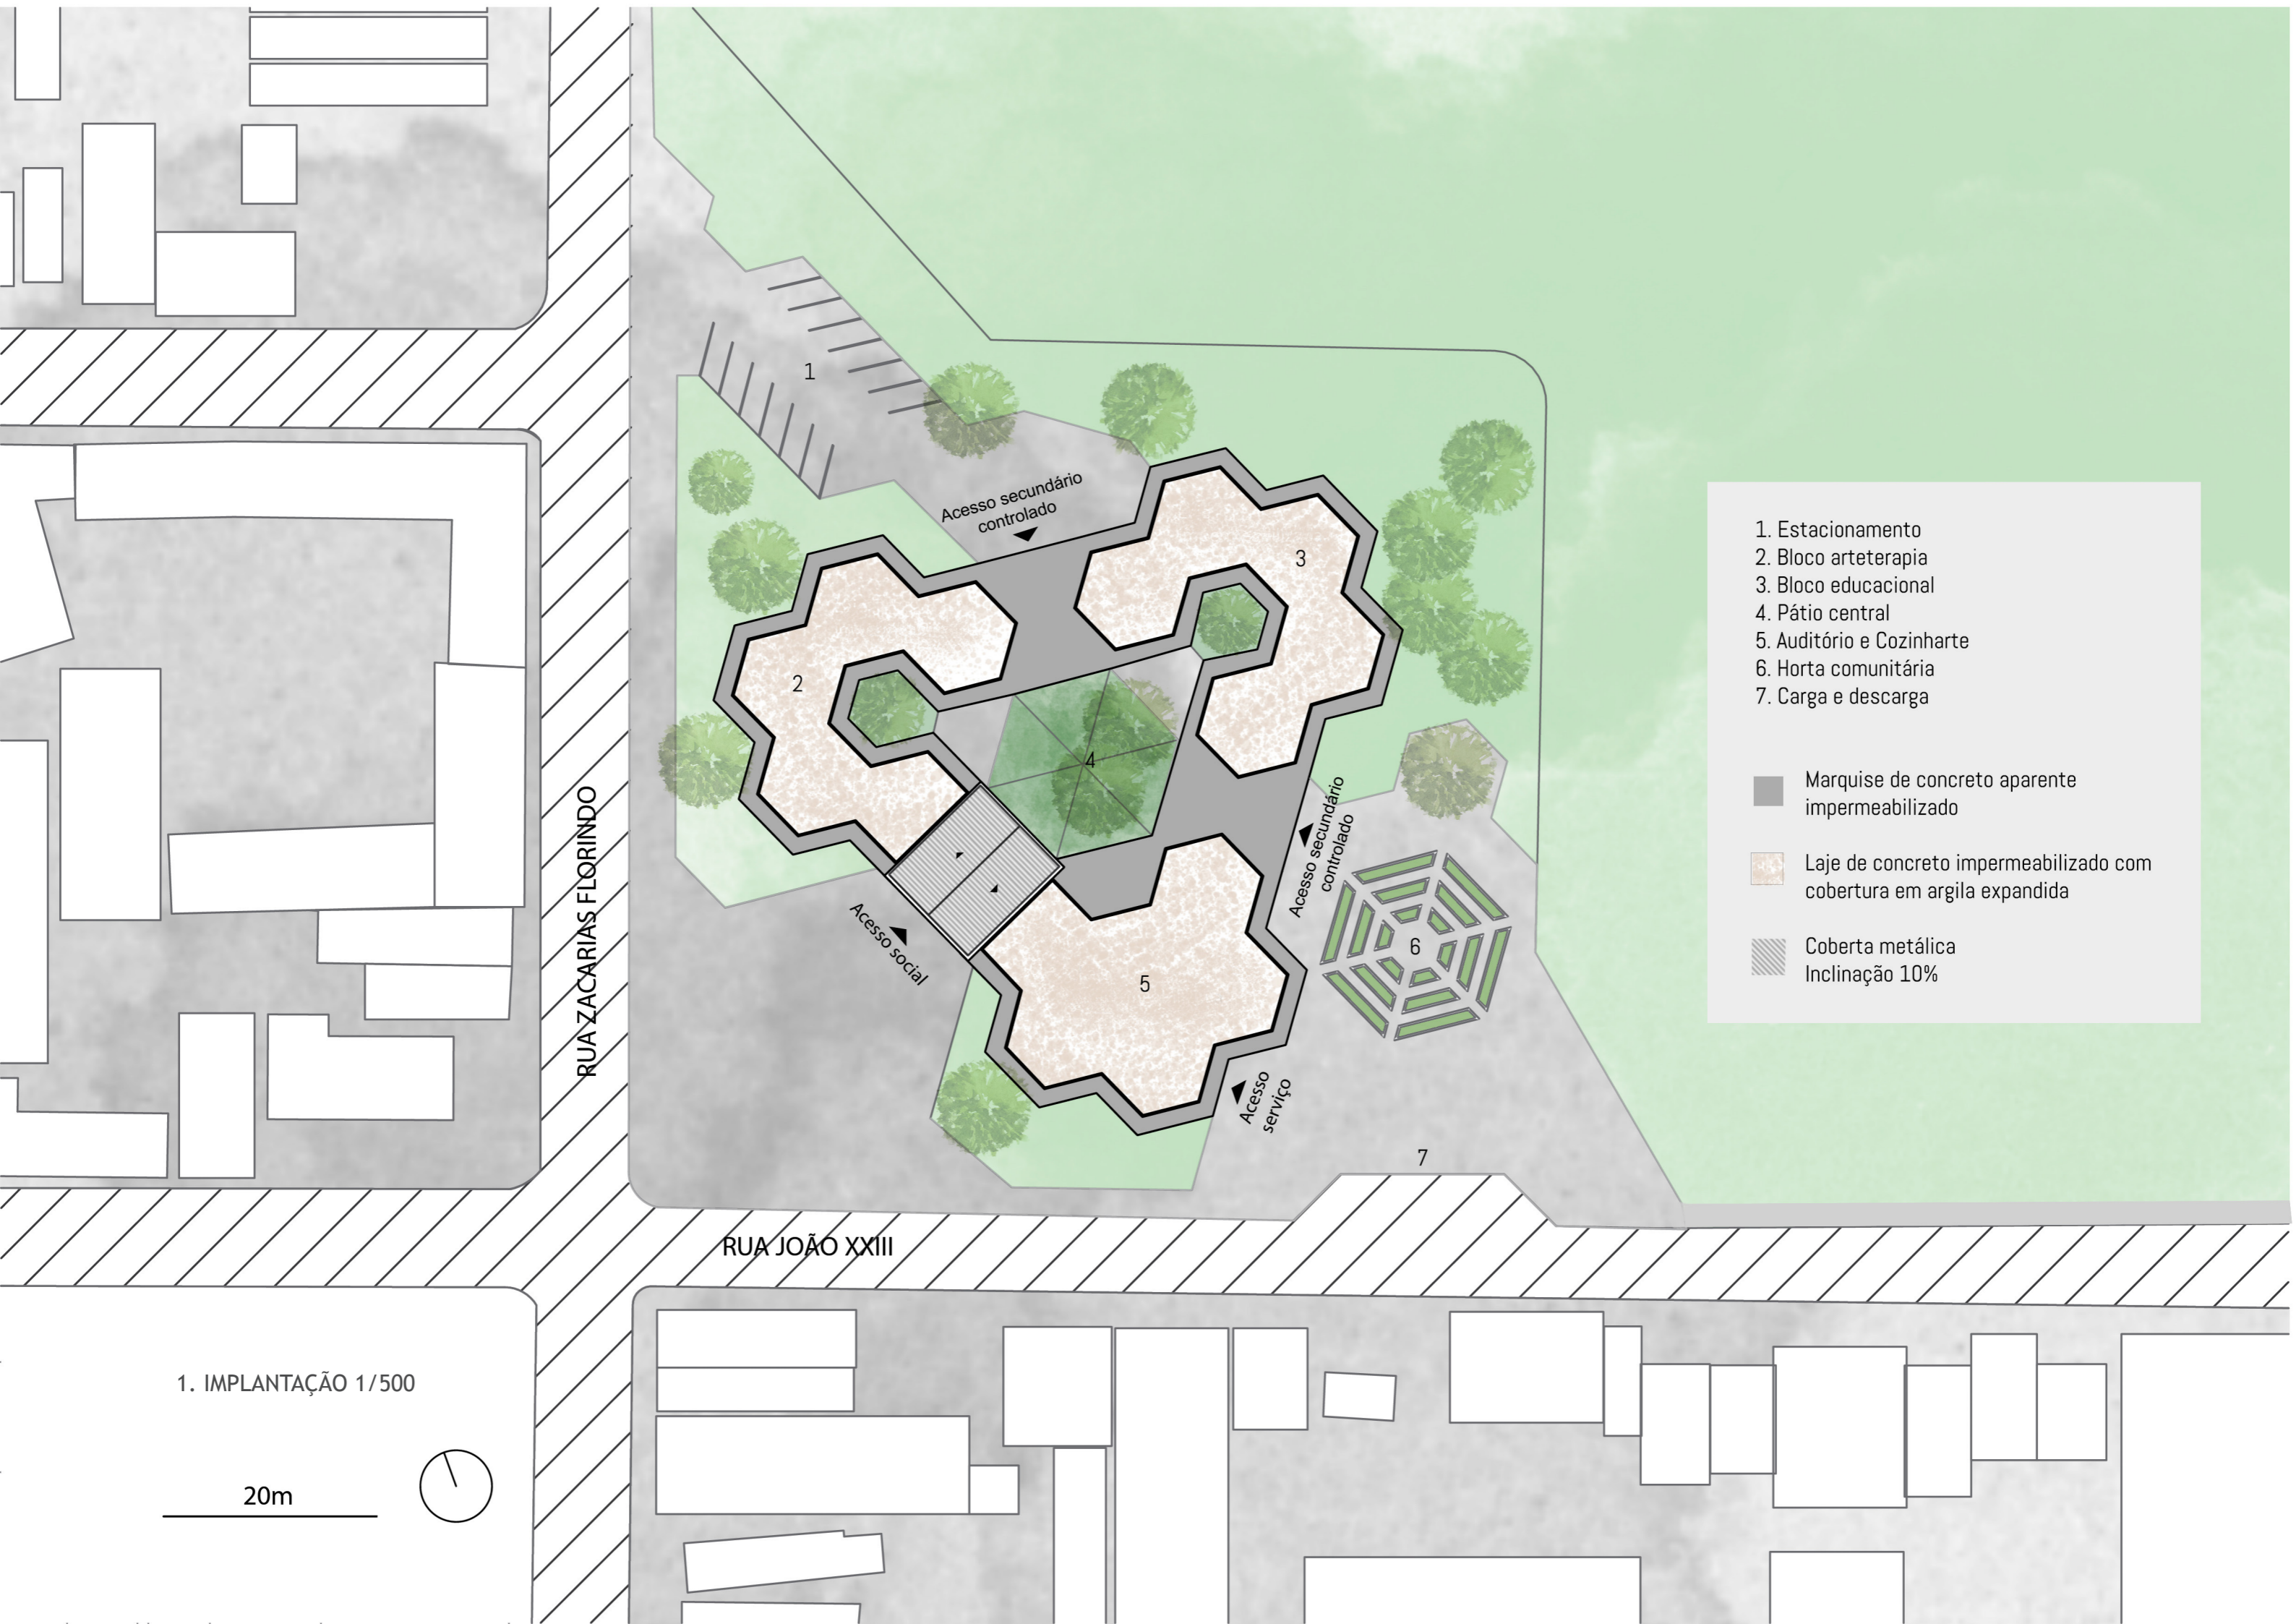 1
Acesso secundário
controlado
3
2
4
Acesso secundário
controlado
Acesso social
5
6
Acesso
serviço
7
RUA ZACARIAS FLORINDO
RUA JOÃO XXIII
1. Estacionamento
2. Bloco arteterapia
3. Bloco educacional
4. Pátio central
5. Auditório e Cozinharte
6. Horta comunitária
7. Carga e descarga
Marquise de concreto aparente
impermeabilizado
Laje de concreto impermeabilizado com
cobertura em argila expandida
Coberta metálica
Inclinação 10%
1. IMPLANTAÇÃO 1/500
20m